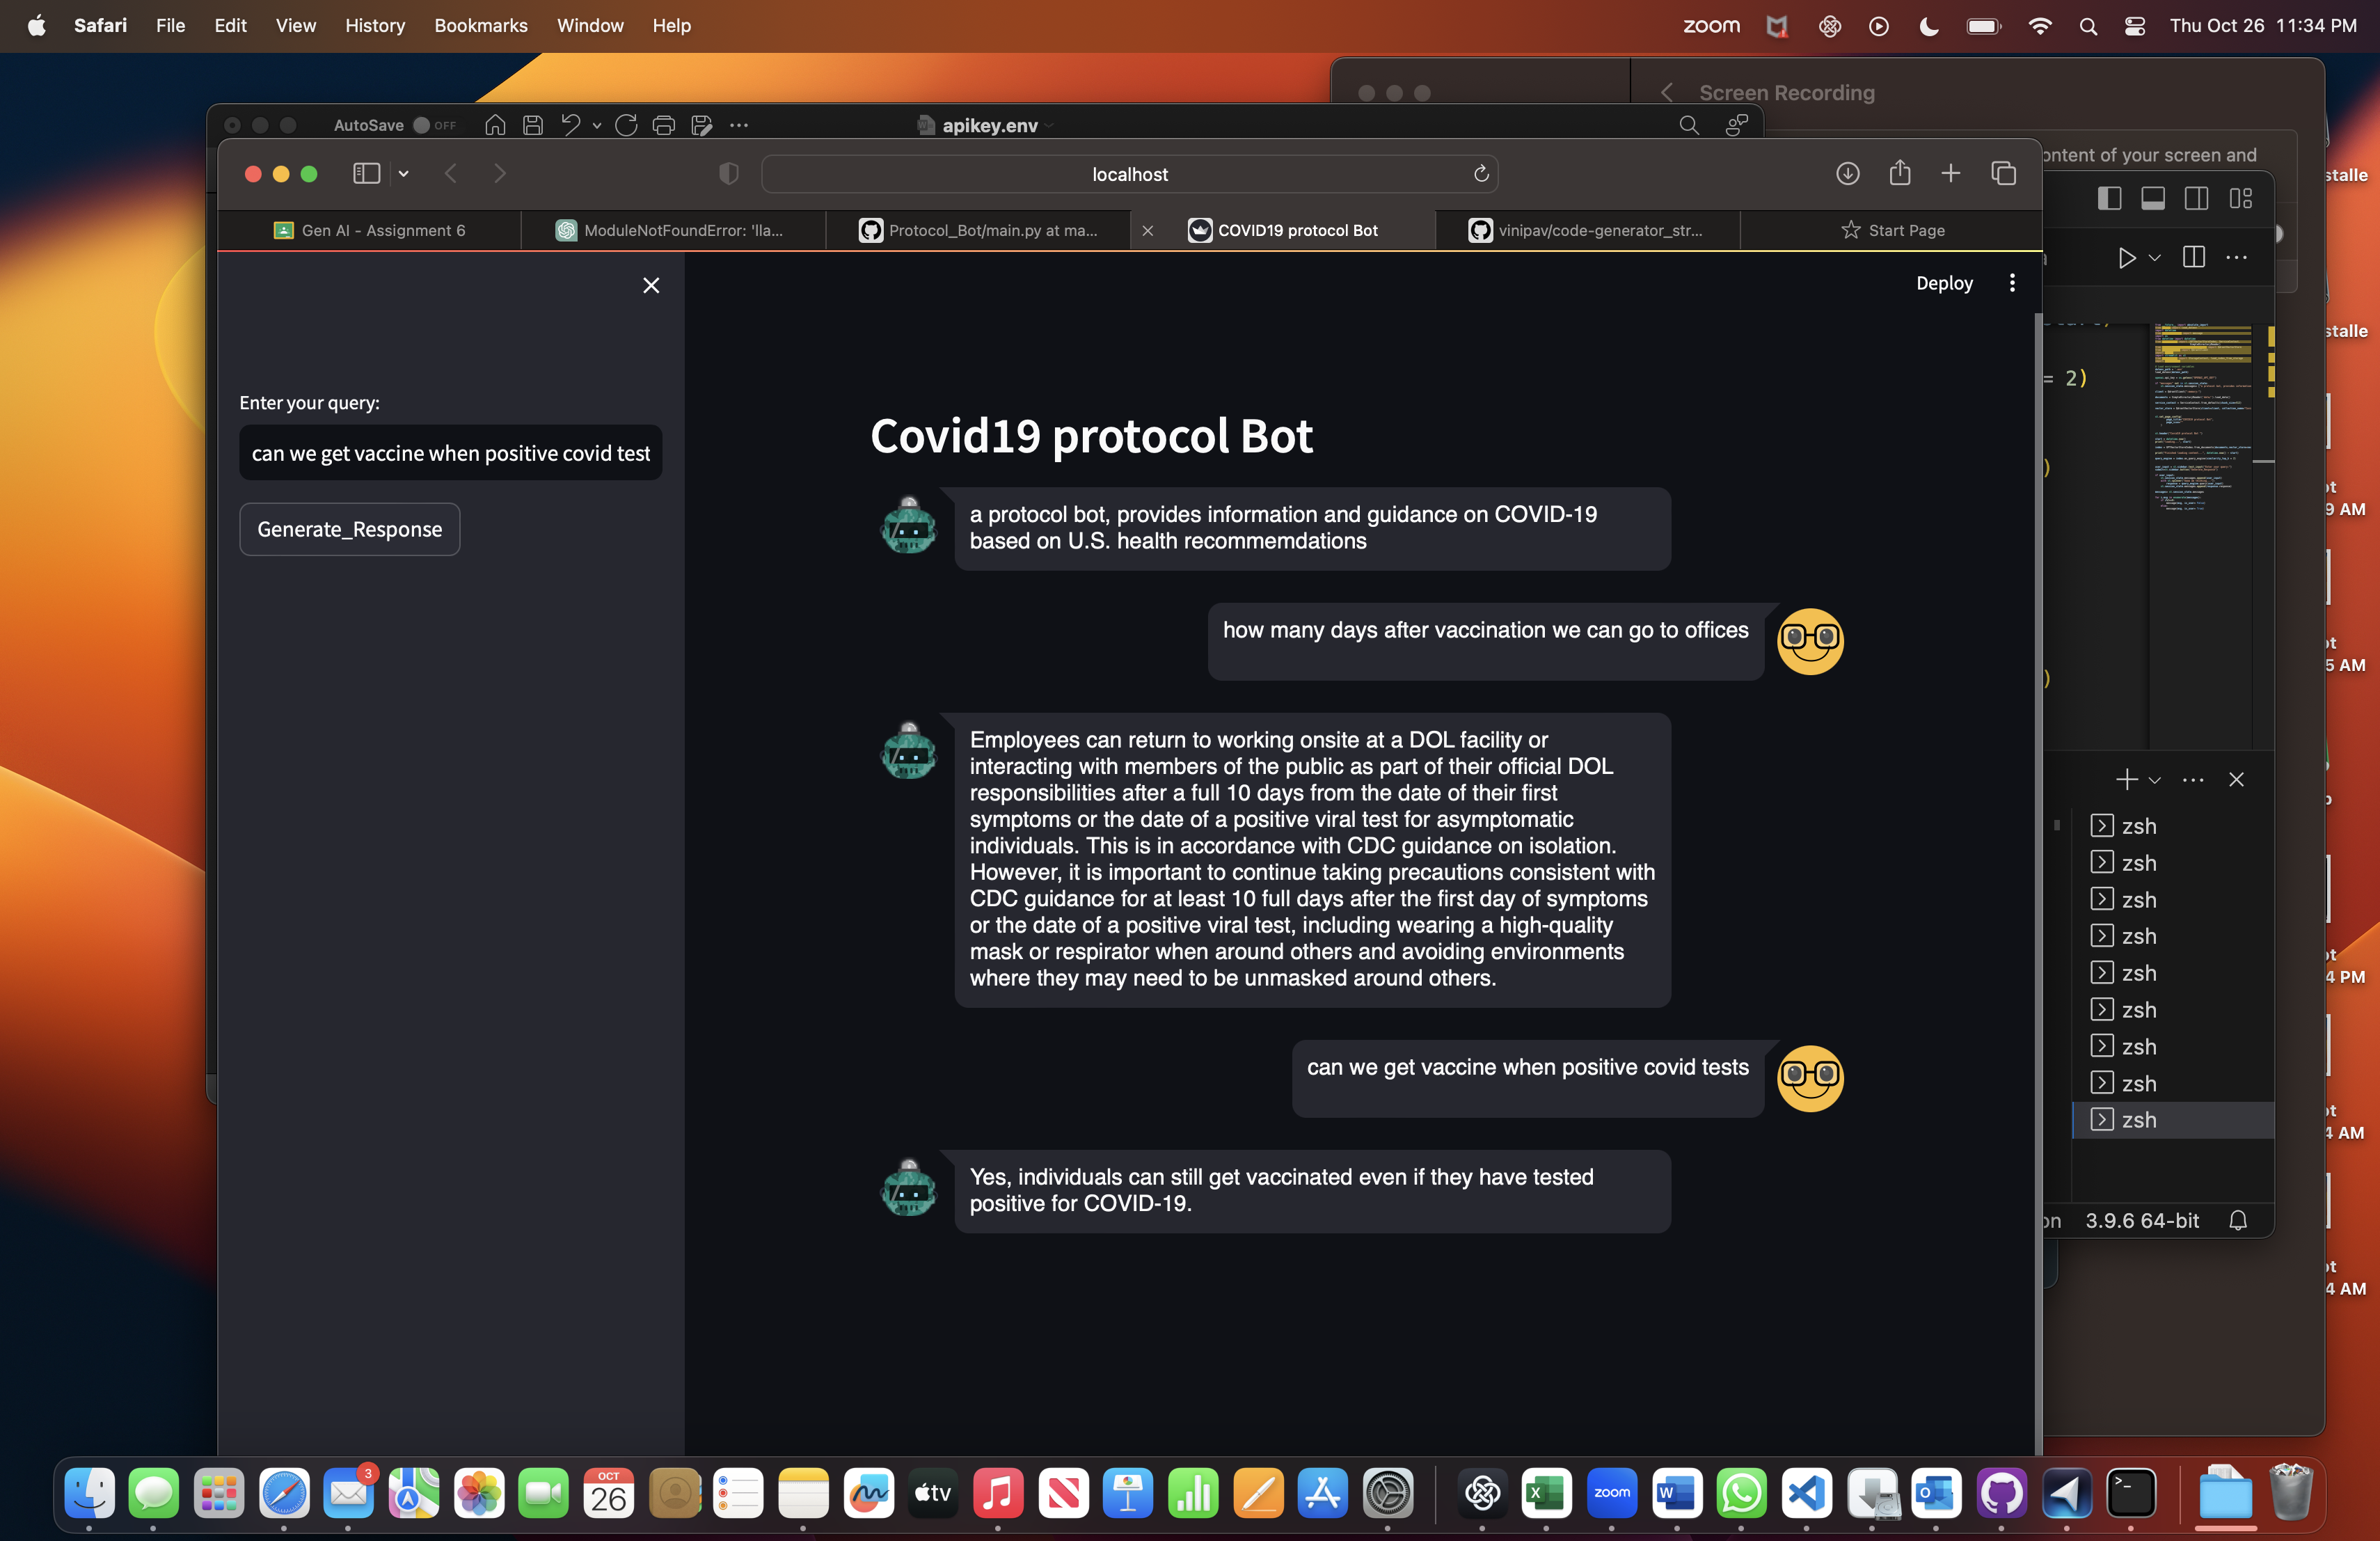 Safari File Edit View History Bookmarks Window Help
zoom Thu Oct 26 11:34 PM
Screen Recording
AutoSave OFF
apikey.env
ontent of your screen and
localhost
Gen AI - Assignment 6
ModuleNotFoundError: 'lla...
Protocol_Bot/main.py at ma...
COVID19 protocol Bot
vinipav/code-generator_str...
Start Page
Deploy
Enter your query:
can we get vaccine when positive covid test
Generate_Response
Covid19 protocol Bot
a protocol bot, provides information and guidance on COVID-19
based on U.S. health recommemdations
how many days after vaccination we can go to offices
Employees can return to working onsite at a DOL facility or
interacting with members of the public as part of their official DOL
responsibilities after a full 10 days from the date of their first
symptoms or the date of a positive viral test for asymptomatic
individuals. This is in accordance with CDC guidance on isolation.
However, it is important to continue taking precautions consistent with
CDC guidance for at least 10 full days after the first day of symptoms
or the date of a positive viral test, including wearing a high-quality
mask or respirator when around others and avoiding environments
where they may need to be unmasked around others.
can we get vaccine when positive covid tests
Yes, individuals can still get vaccinated even if they have tested
positive for COVID-19.
= 2)
)
)
zsh
zsh
zsh
zsh
zsh
zsh
zsh
zsh
zsh
on 3.9.6 64-bit
stalle
stalle
ot
9 AM
ot
5 AM
ot
4 PM
ot
4 AM
ot
4 AM
3
OCT
26
tv
zoom